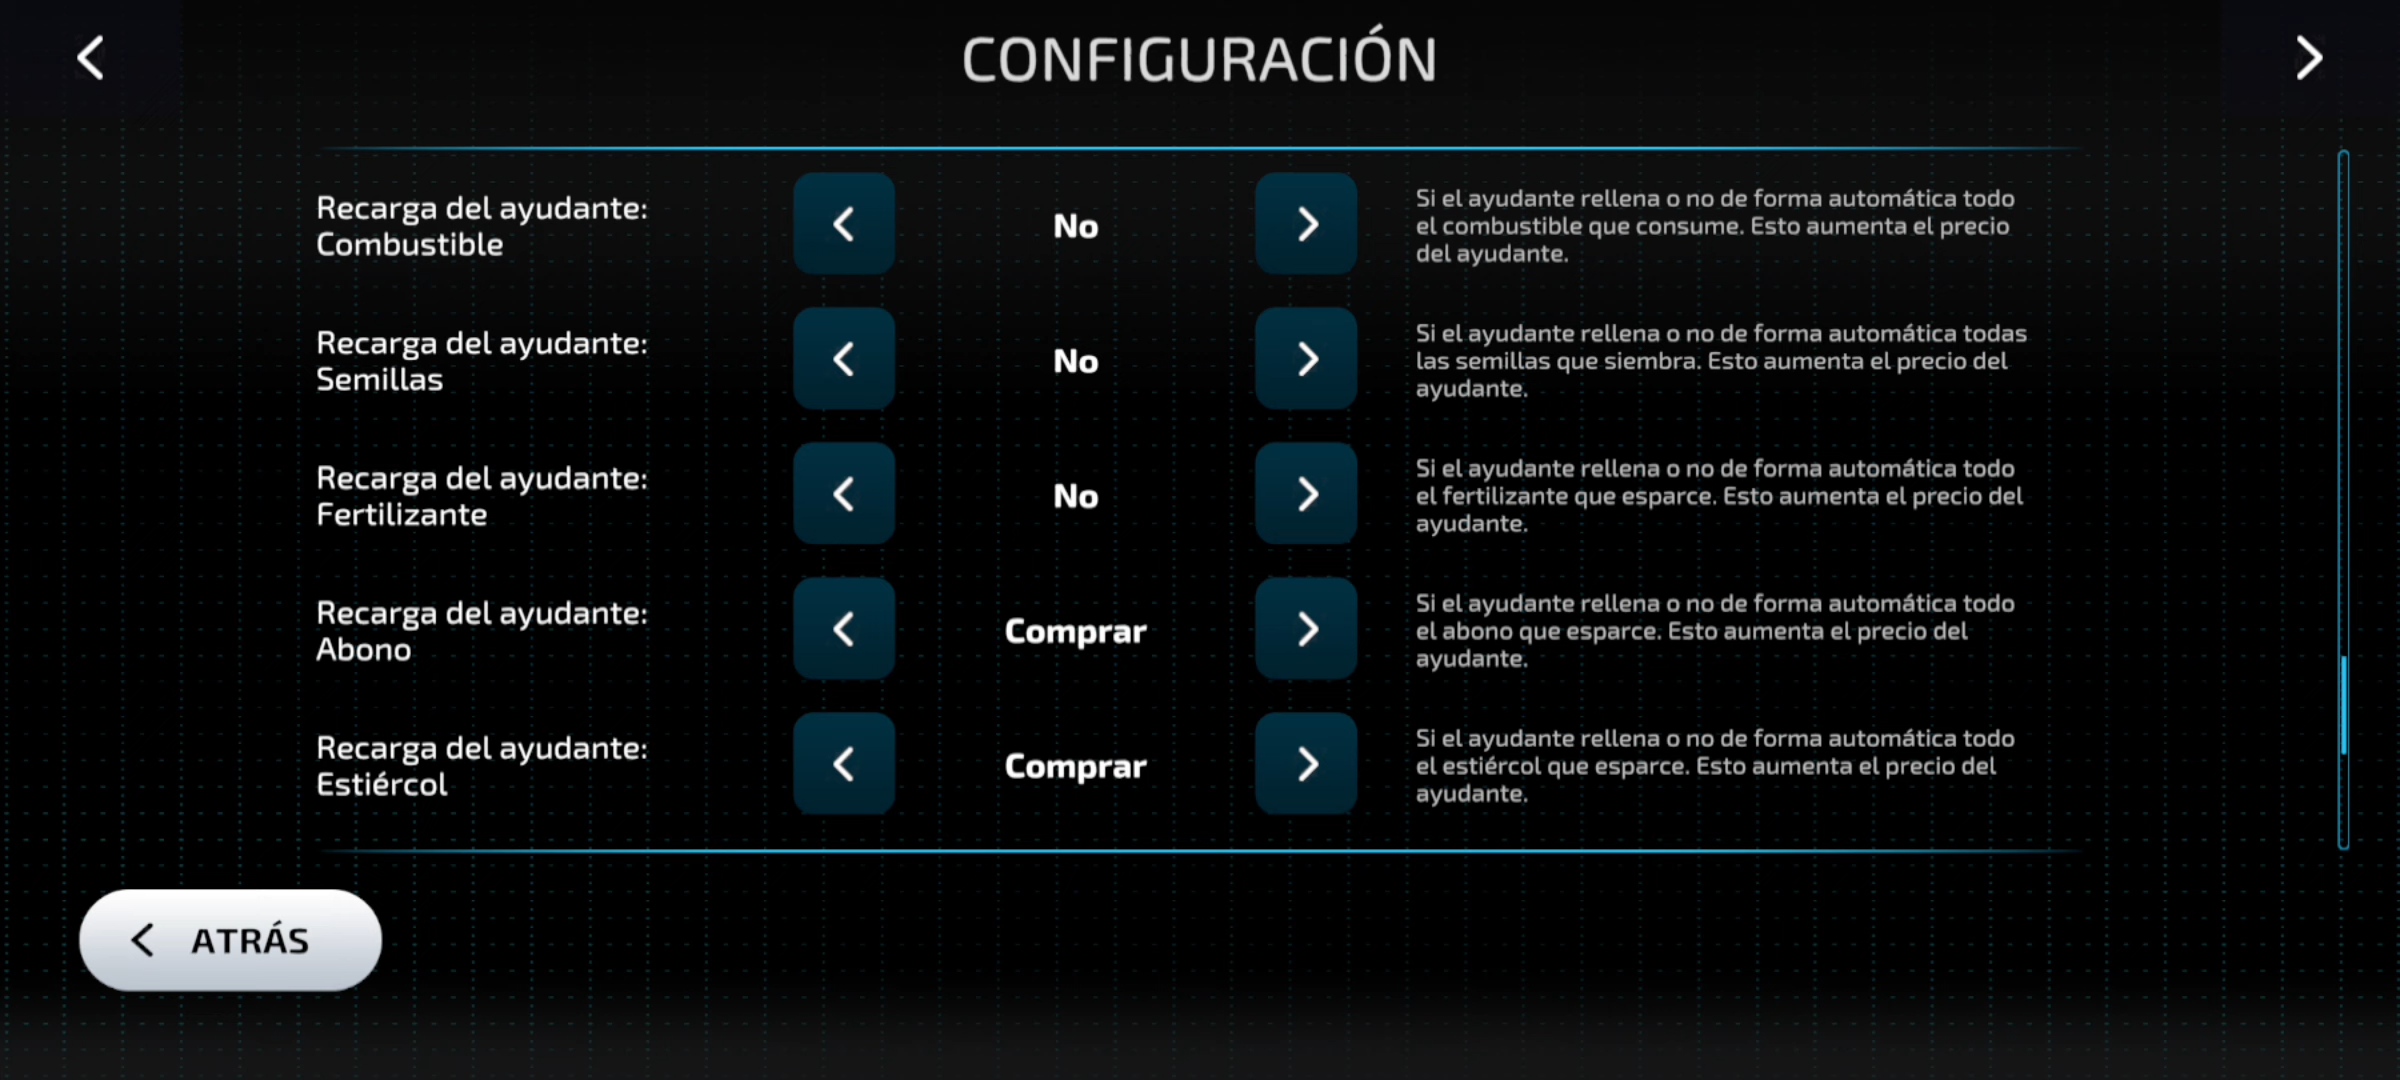 CONFIGURACIÓN
Recarga del ayudante:
Combustible
No
Si el ayudante rellena o no de forma automática todo
el combustible que consume. Esto aumenta el precio
del ayudante.
Recarga del ayudante:
Semillas
No
Si el ayudante rellena o no de forma automática todas
las semillas que siembra. Esto aumenta el precio del
ayudante.
Recarga del ayudante:
Fertilizante
No
Si el ayudante rellena o no de forma automática todo
el fertilizante que esparce. Esto aumenta el precio del
ayudante.
Recarga del ayudante:
Abono
Comprar
Si el ayudante rellena o no de forma automática todo
el abono que esparce. Esto aumenta el precio del
ayudante.
Recarga del ayudante:
Estiércol
Comprar
Si el ayudante rellena o no de forma automática todo
el estiércol que esparce. Esto aumenta el precio del
ayudante.
ATRÁS